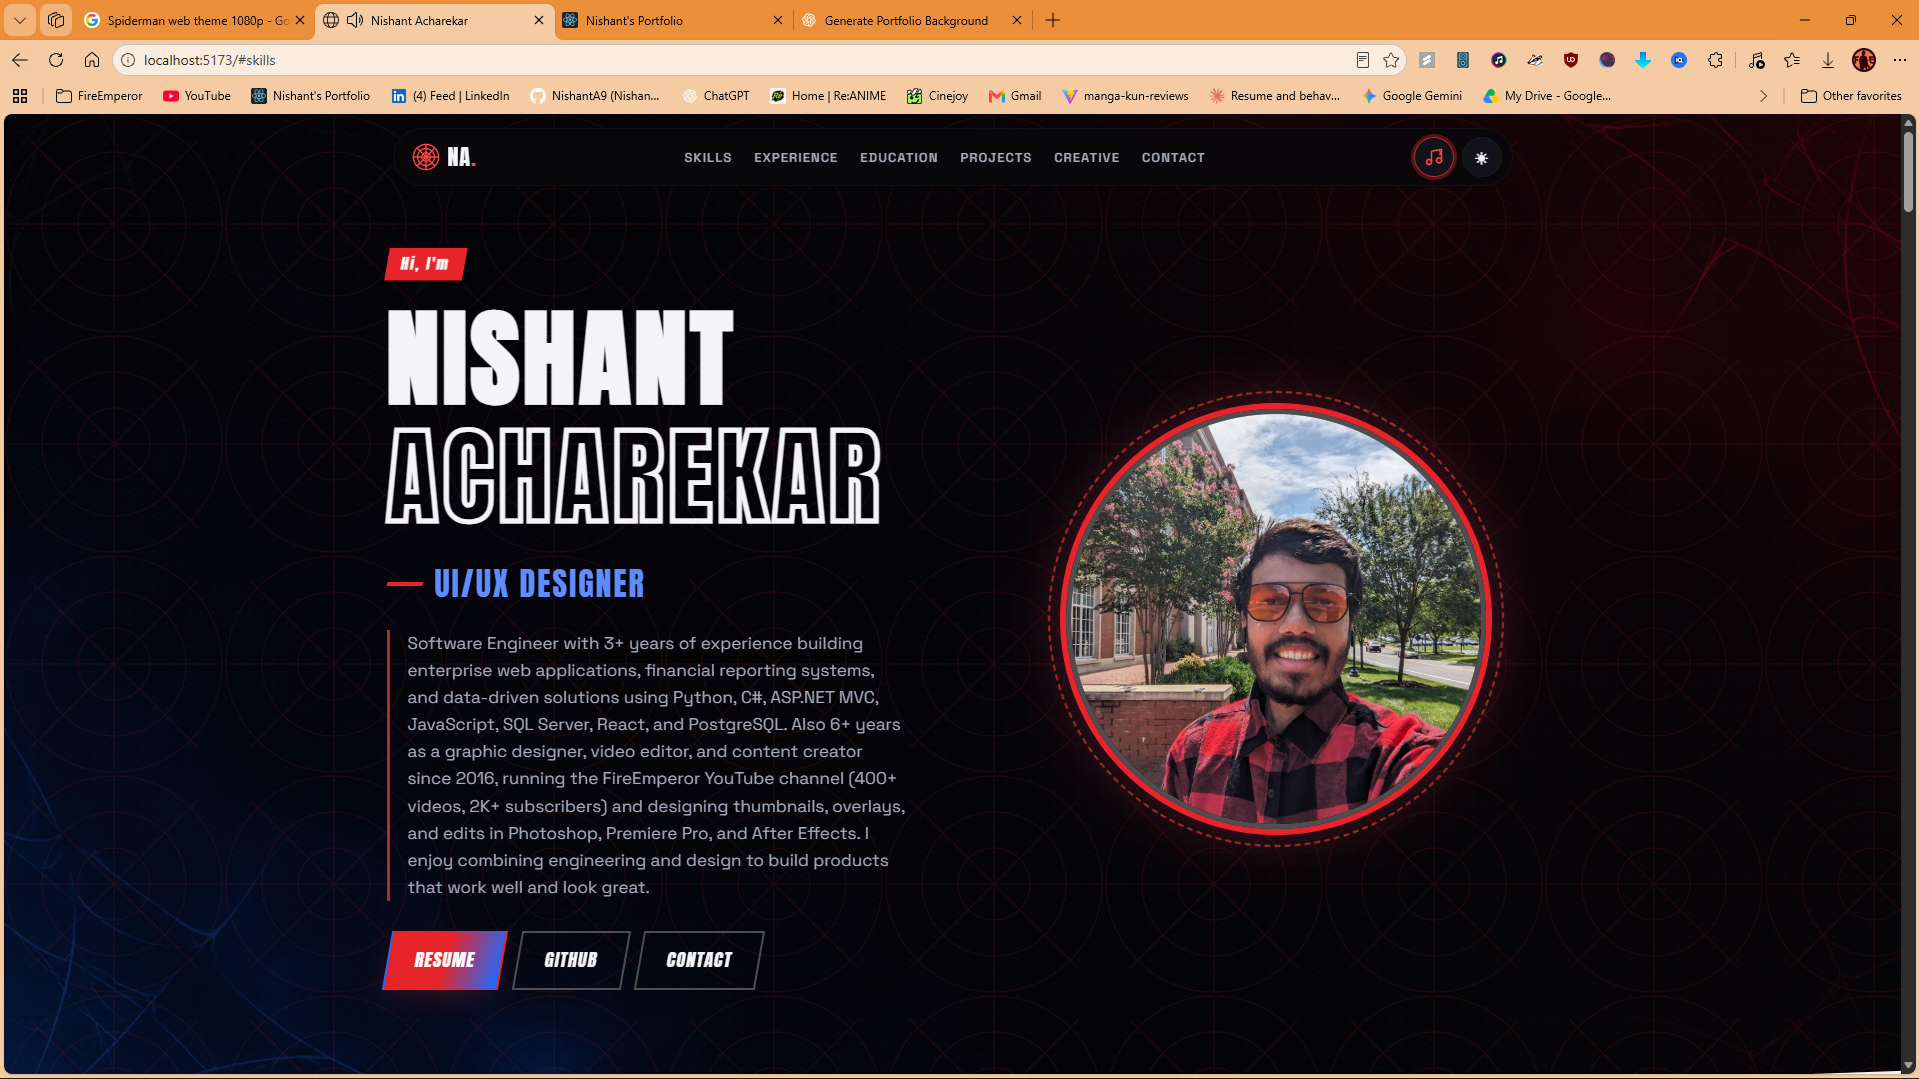 Spiderman web theme 1080p - Go
Nishant Acharekar
Nishant's Portfolio
Generate Portfolio Background
localhost:5173/#skills
FireEmperor
YouTube
Nishant's Portfolio
(4) Feed | LinkedIn
NishantA9 (Nishan...
ChatGPT
Home | Re:ANIME
Cinejoy
Gmail
manga-kun-reviews
Resume and behav...
Google Gemini
My Drive - Google...
Other favorites
NA.
SKILLS
EXPERIENCE
EDUCATION
PROJECTS
CREATIVE
CONTACT
Hi, I'm
NISHANT
ACHAREKAR
UI/UX DESIGNER
Software Engineer with 3+ years of experience building
enterprise web applications, financial reporting systems,
and data-driven solutions using Python, C#, ASP.NET MVC,
JavaScript, SQL Server, React, and PostgreSQL. Also 6+ years
as a graphic designer, video editor, and content creator
since 2016, running the FireEmperor YouTube channel (400+
videos, 2K+ subscribers) and designing thumbnails, overlays,
and edits in Photoshop, Premiere Pro, and After Effects. I
enjoy combining engineering and design to build products
that work well and look great.
RESUME
GITHUB
CONTACT